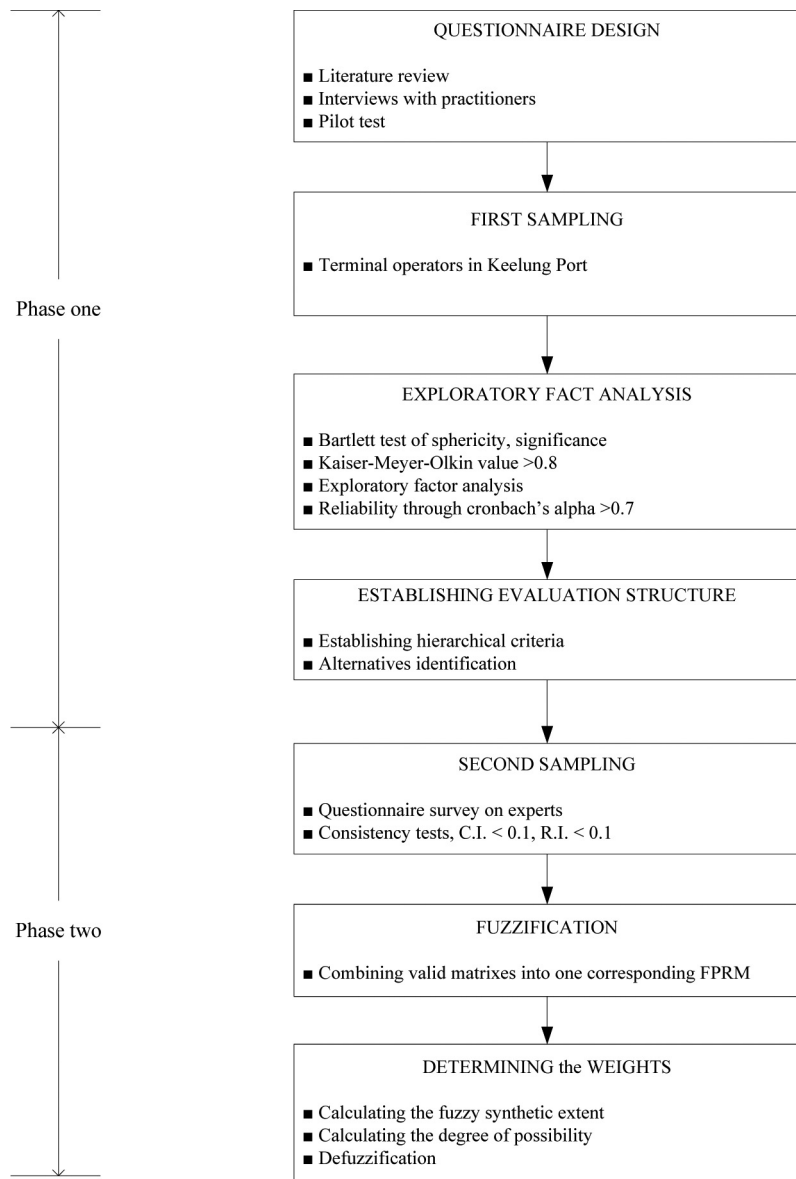 QUESTIONNAIRE DESIGN
■ Literature review
■ Interviews with practitioners
■ Pilot test
FIRST SAMPLING
■ Terminal operators in Keelung Port
Phase one
EXPLORATORY FACT ANALYSIS
■ Bartlett test of sphericity, significance
■ Kaiser-Meyer-Olkin value >0.8
■ Exploratory factor analysis
■ Reliability through cronbach's alpha >0.7
ESTABLISHING EVALUATION STRUCTURE
■ Establishing hierarchical criteria
■ Alternatives identification
SECOND SAMPLING
■ Questionnaire survey on experts
■ Consistency tests, C.I. < 0.1, R.I. < 0.1
Phase two
FUZZIFICATION
■ Combining valid matrixes into one corresponding FPRM
DETERMINING the WEIGHTS
■ Calculating the fuzzy synthetic extent
■ Calculating the degree of possibility
■ Defuzzification